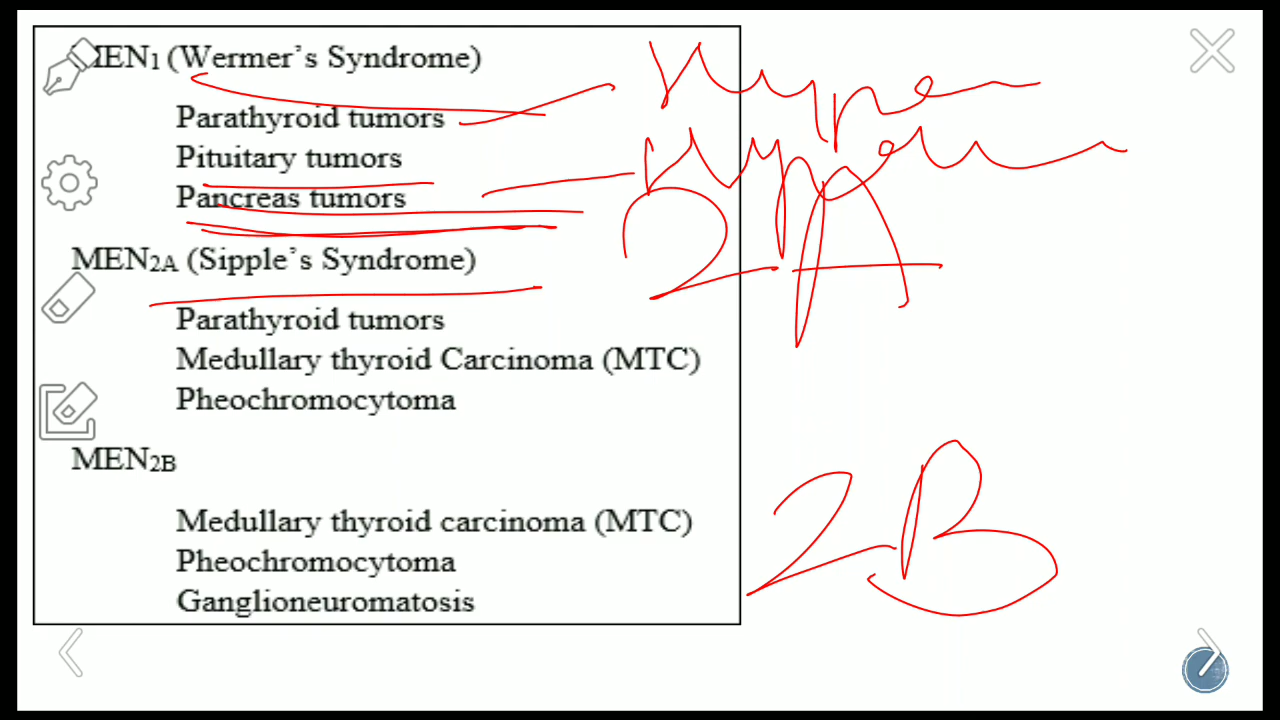 MEN1 (Wermer's Syndrome)
Parathyroid tumors
Pituitary tumors
Pancreas tumors
MEN2A (Sipple's Syndrome)
Parathyroid tumors
Medullary thyroid Carcinoma (MTC)
Pheochromocytoma
MEN2B
Medullary thyroid carcinoma (MTC)
Pheochromocytoma
Ganglioneuromatosis
Hyper
2A
2B